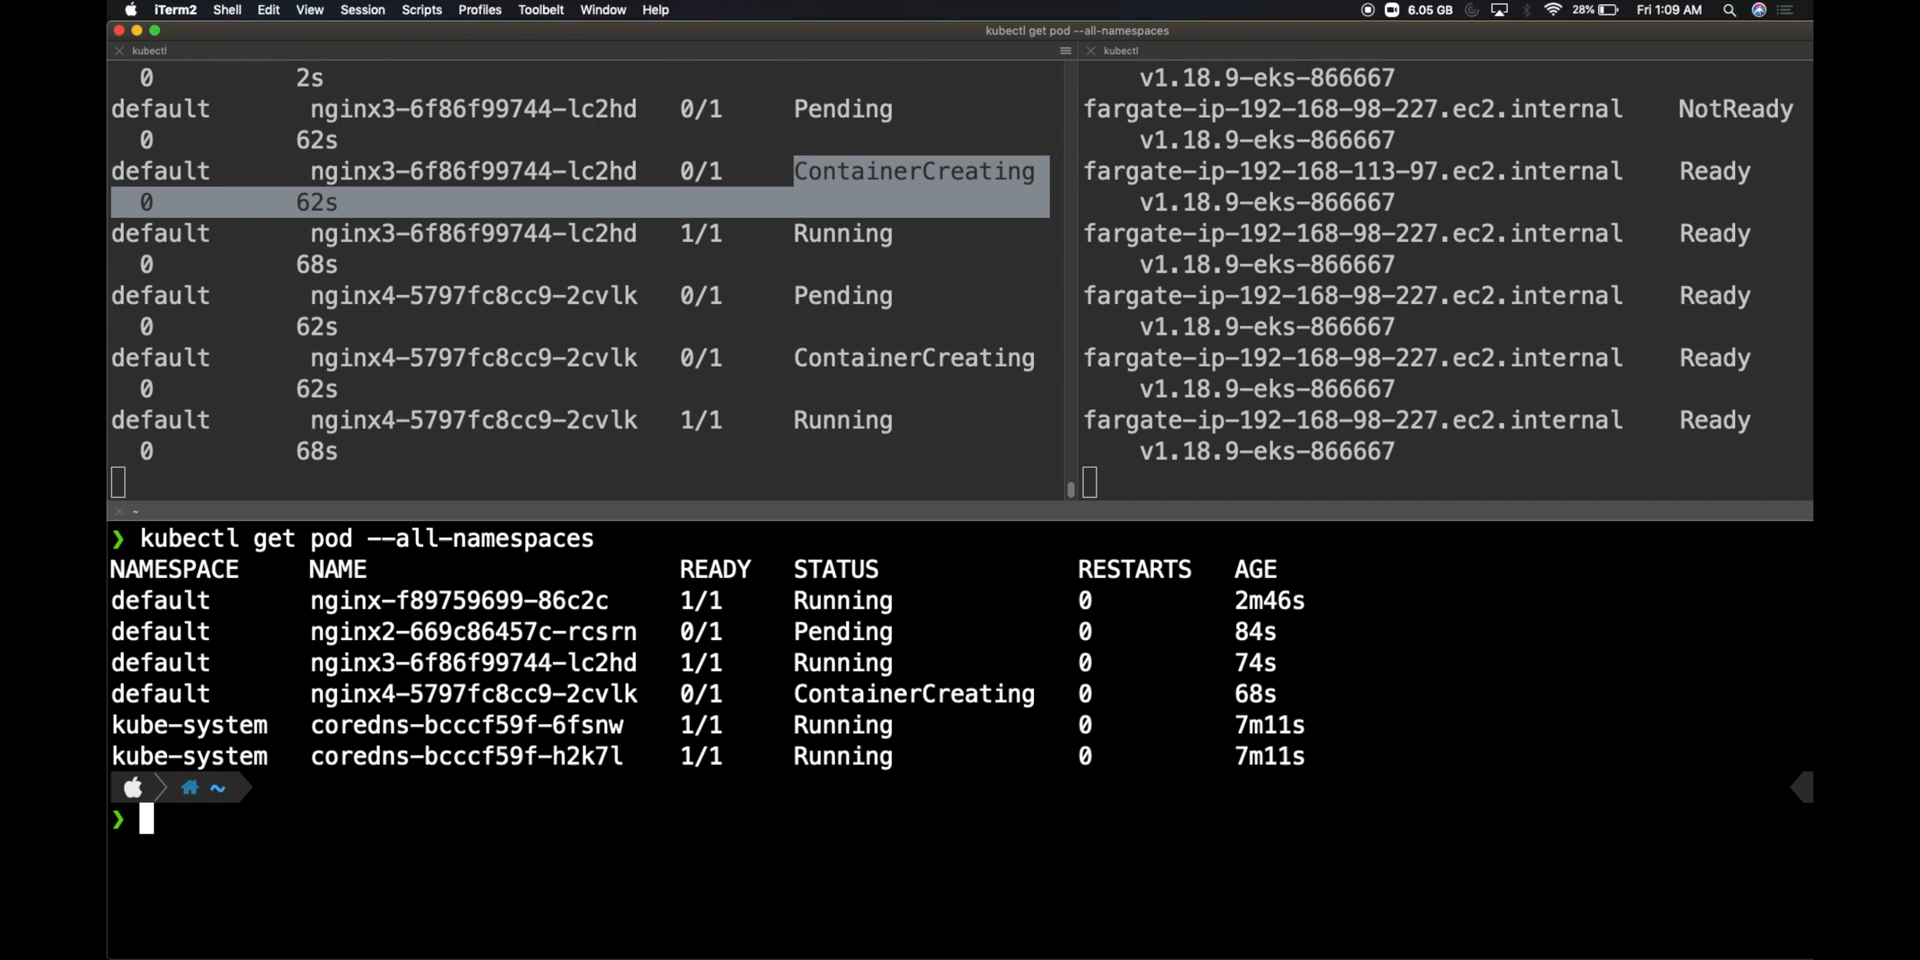 iTerm2 Shell Edit View Session Scripts Profiles Toolbelt Window Help 6.05 GB 28% Fri 1:09 AM
kubectl get pod --all-namespaces
kubectl
0 2s
default nginx3-6f86f99744-lc2hd 0/1 Pending
0 62s
default nginx3-6f86f99744-lc2hd 0/1 ContainerCreating
0 62s
default nginx3-6f86f99744-lc2hd 1/1 Running
0 68s
default nginx4-5797fc8cc9-2cvlk 0/1 Pending
0 62s
default nginx4-5797fc8cc9-2cvlk 0/1 ContainerCreating
0 62s
default nginx4-5797fc8cc9-2cvlk 1/1 Running
0 68s
kubectl
v1.18.9-eks-866667
fargate-ip-192-168-98-227.ec2.internal NotReady
v1.18.9-eks-866667
fargate-ip-192-168-113-97.ec2.internal Ready
v1.18.9-eks-866667
fargate-ip-192-168-98-227.ec2.internal Ready
v1.18.9-eks-866667
fargate-ip-192-168-98-227.ec2.internal Ready
v1.18.9-eks-866667
fargate-ip-192-168-98-227.ec2.internal Ready
v1.18.9-eks-866667
fargate-ip-192-168-98-227.ec2.internal Ready
v1.18.9-eks-866667
~
❯ kubectl get pod --all-namespaces
NAMESPACE NAME READY STATUS RESTARTS AGE
default nginx-f89759699-86c2c 1/1 Running 0 2m46s
default nginx2-669c86457c-rcsrn 0/1 Pending 0 84s
default nginx3-6f86f99744-lc2hd 1/1 Running 0 74s
default nginx4-5797fc8cc9-2cvlk 0/1 ContainerCreating 0 68s
kube-system coredns-bcccf59f-6fsnw 1/1 Running 0 7m11s
kube-system coredns-bcccf59f-h2k7l 1/1 Running 0 7m11s
~
❯